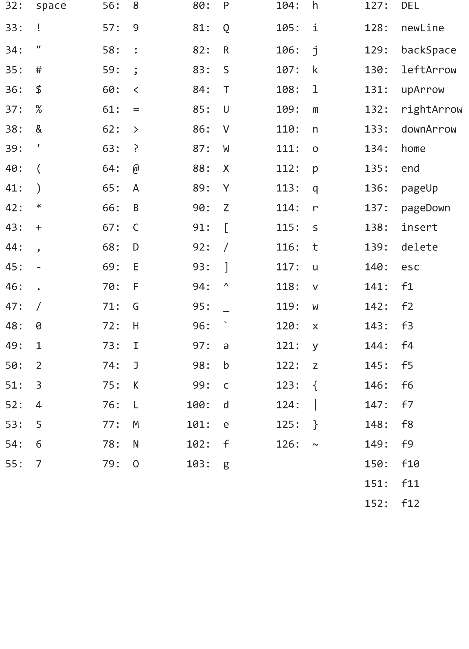 32: space 56: 8 80: P 104: h 127: DEL
33: ! 57: 9 81: Q 105: i 128: newLine
34: " 58: : 82: R 106: j 129: backSpace
35: # 59: ; 83: S 107: k 130: leftArrow
36: $ 60: < 84: T 108: l 131: upArrow
37: % 61: = 85: U 109: m 132: rightArrow
38: & 62: > 86: V 110: n 133: downArrow
39: ' 63: ? 87: W 111: o 134: home
40: ( 64: @ 88: X 112: p 135: end
41: ) 65: A 89: Y 113: q 136: pageUp
42: * 66: B 90: Z 114: r 137: pageDown
43: + 67: C 91: [ 115: s 138: insert
44: , 68: D 92: / 116: t 139: delete
45: - 69: E 93: ] 117: u 140: esc
46: . 70: F 94: ^ 118: v 141: f1
47: / 71: G 95: _ 119: w 142: f2
48: 0 72: H 96: ` 120: x 143: f3
49: 1 73: I 97: a 121: y 144: f4
50: 2 74: J 98: b 122: z 145: f5
51: 3 75: K 99: c 123: { 146: f6
52: 4 76: L 100: d 124: | 147: f7
53: 5 77: M 101: e 125: } 148: f8
54: 6 78: N 102: f 126: ~ 149: f9
55: 7 79: O 103: g 150: f10
151: f11
152: f12